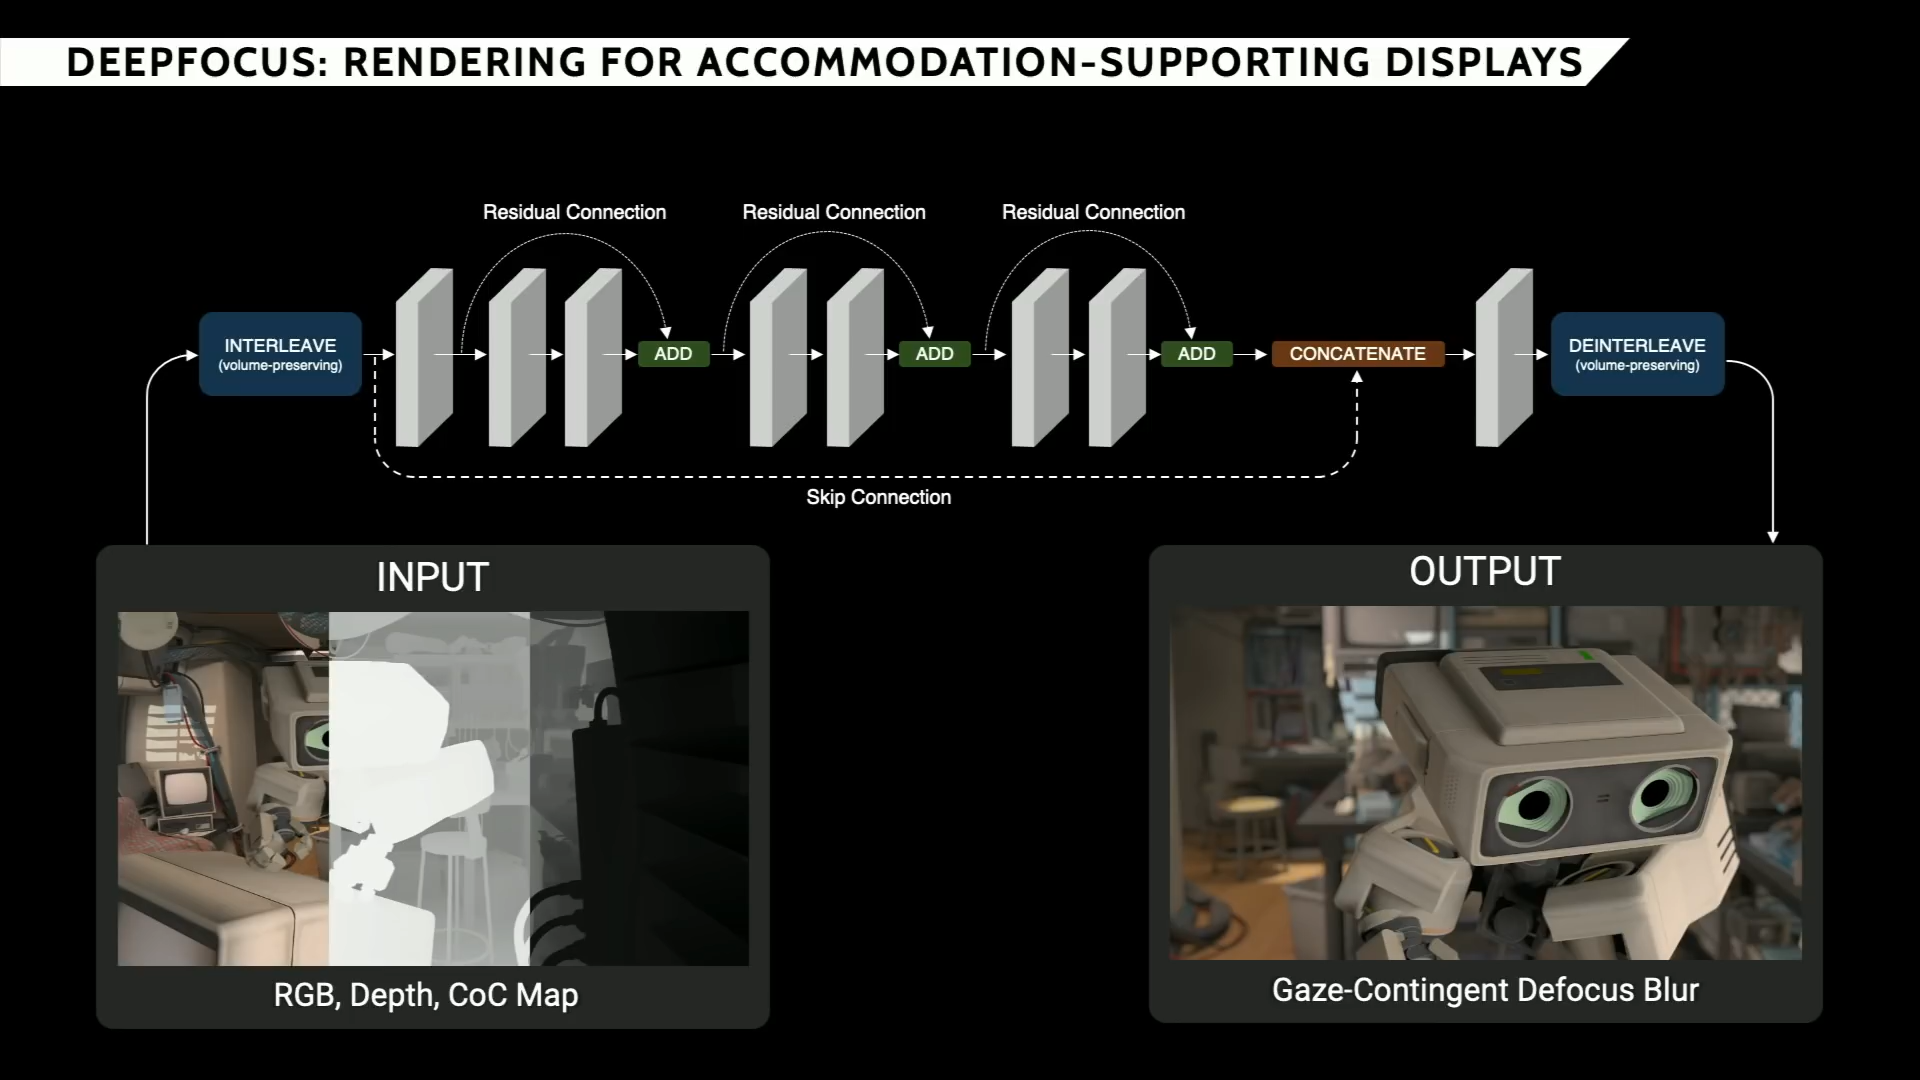 DEEPFOCUS: RENDERING FOR ACCOMMODATION-SUPPORTING DISPLAYS
Residual Connection
Residual Connection
Residual Connection
INTERLEAVE
(volume-preserving)
ADD
ADD
ADD
CONCATENATE
DEINTERLEAVE
(volume-preserving)
Skip Connection
INPUT
RGB, Depth, CoC Map
OUTPUT
Gaze-Contingent Defocus Blur